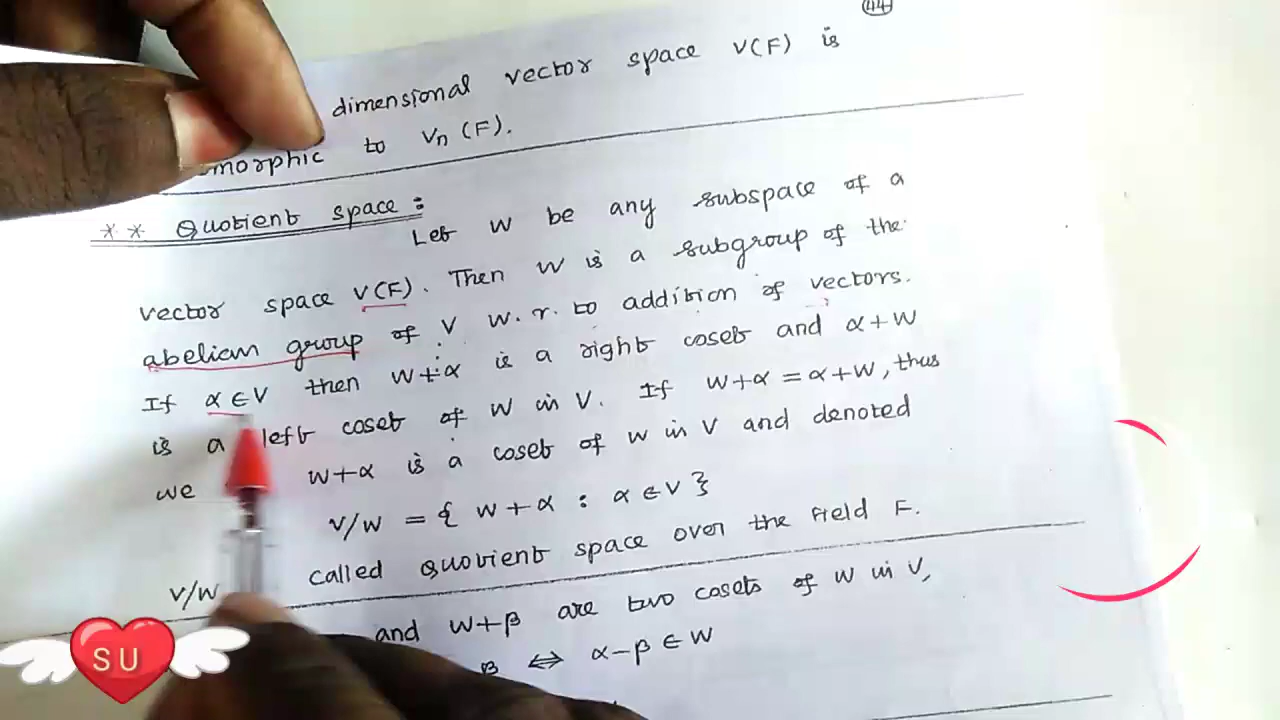 44
dimensional vector space V(F) is
morphic to Vn (F).
** Quotient space:
Let W be any subspace of a
vector space V(F). Then W is a subgroup of the
abelian group of V w.r. to addition of vectors.
If α ∈ V then W+α is a right coset and α+W
is a left coset of W in V. If W+α = α+W, thus
we W+α is a coset of W in V and denoted
V/W = { W+α : α ∈ V }
V/W called Quotient space over the Field F.
and W+β are two cosets of W in V,
β ⇔ α-β ∈ W
SU